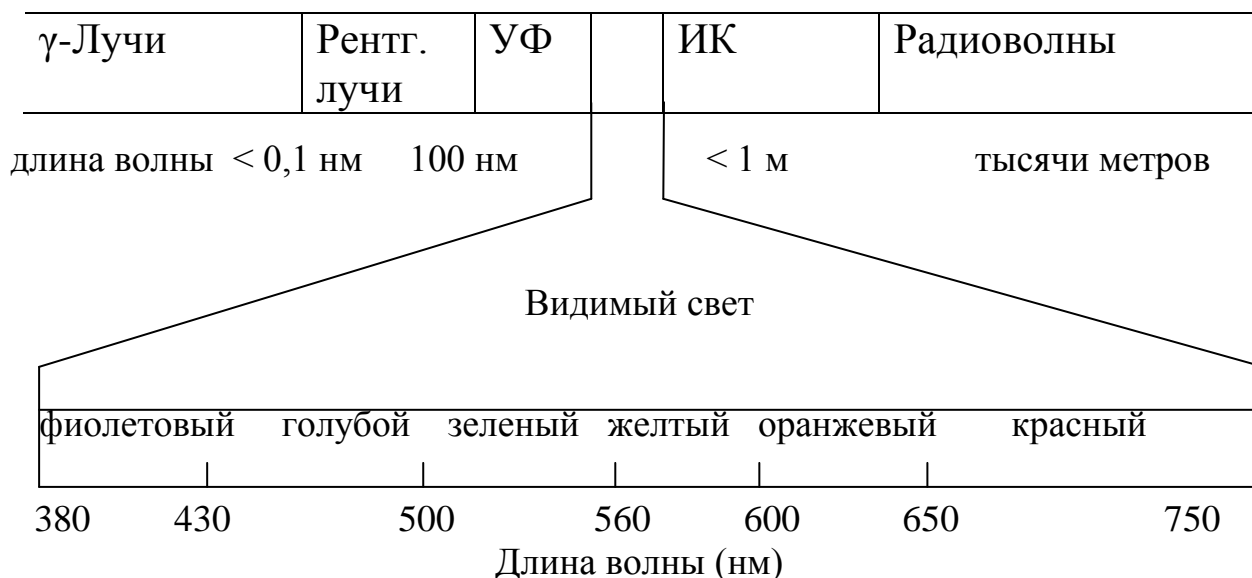 γ-Лучи Рентг. УФ ИК Радиоволны
лучи
длина волны < 0,1 нм 100 нм < 1 м тысячи метров
Видимый свет
фиолетовый голубой зеленый желтый оранжевый красный
380 430 500 560 600 650 750
Длина волны (нм)